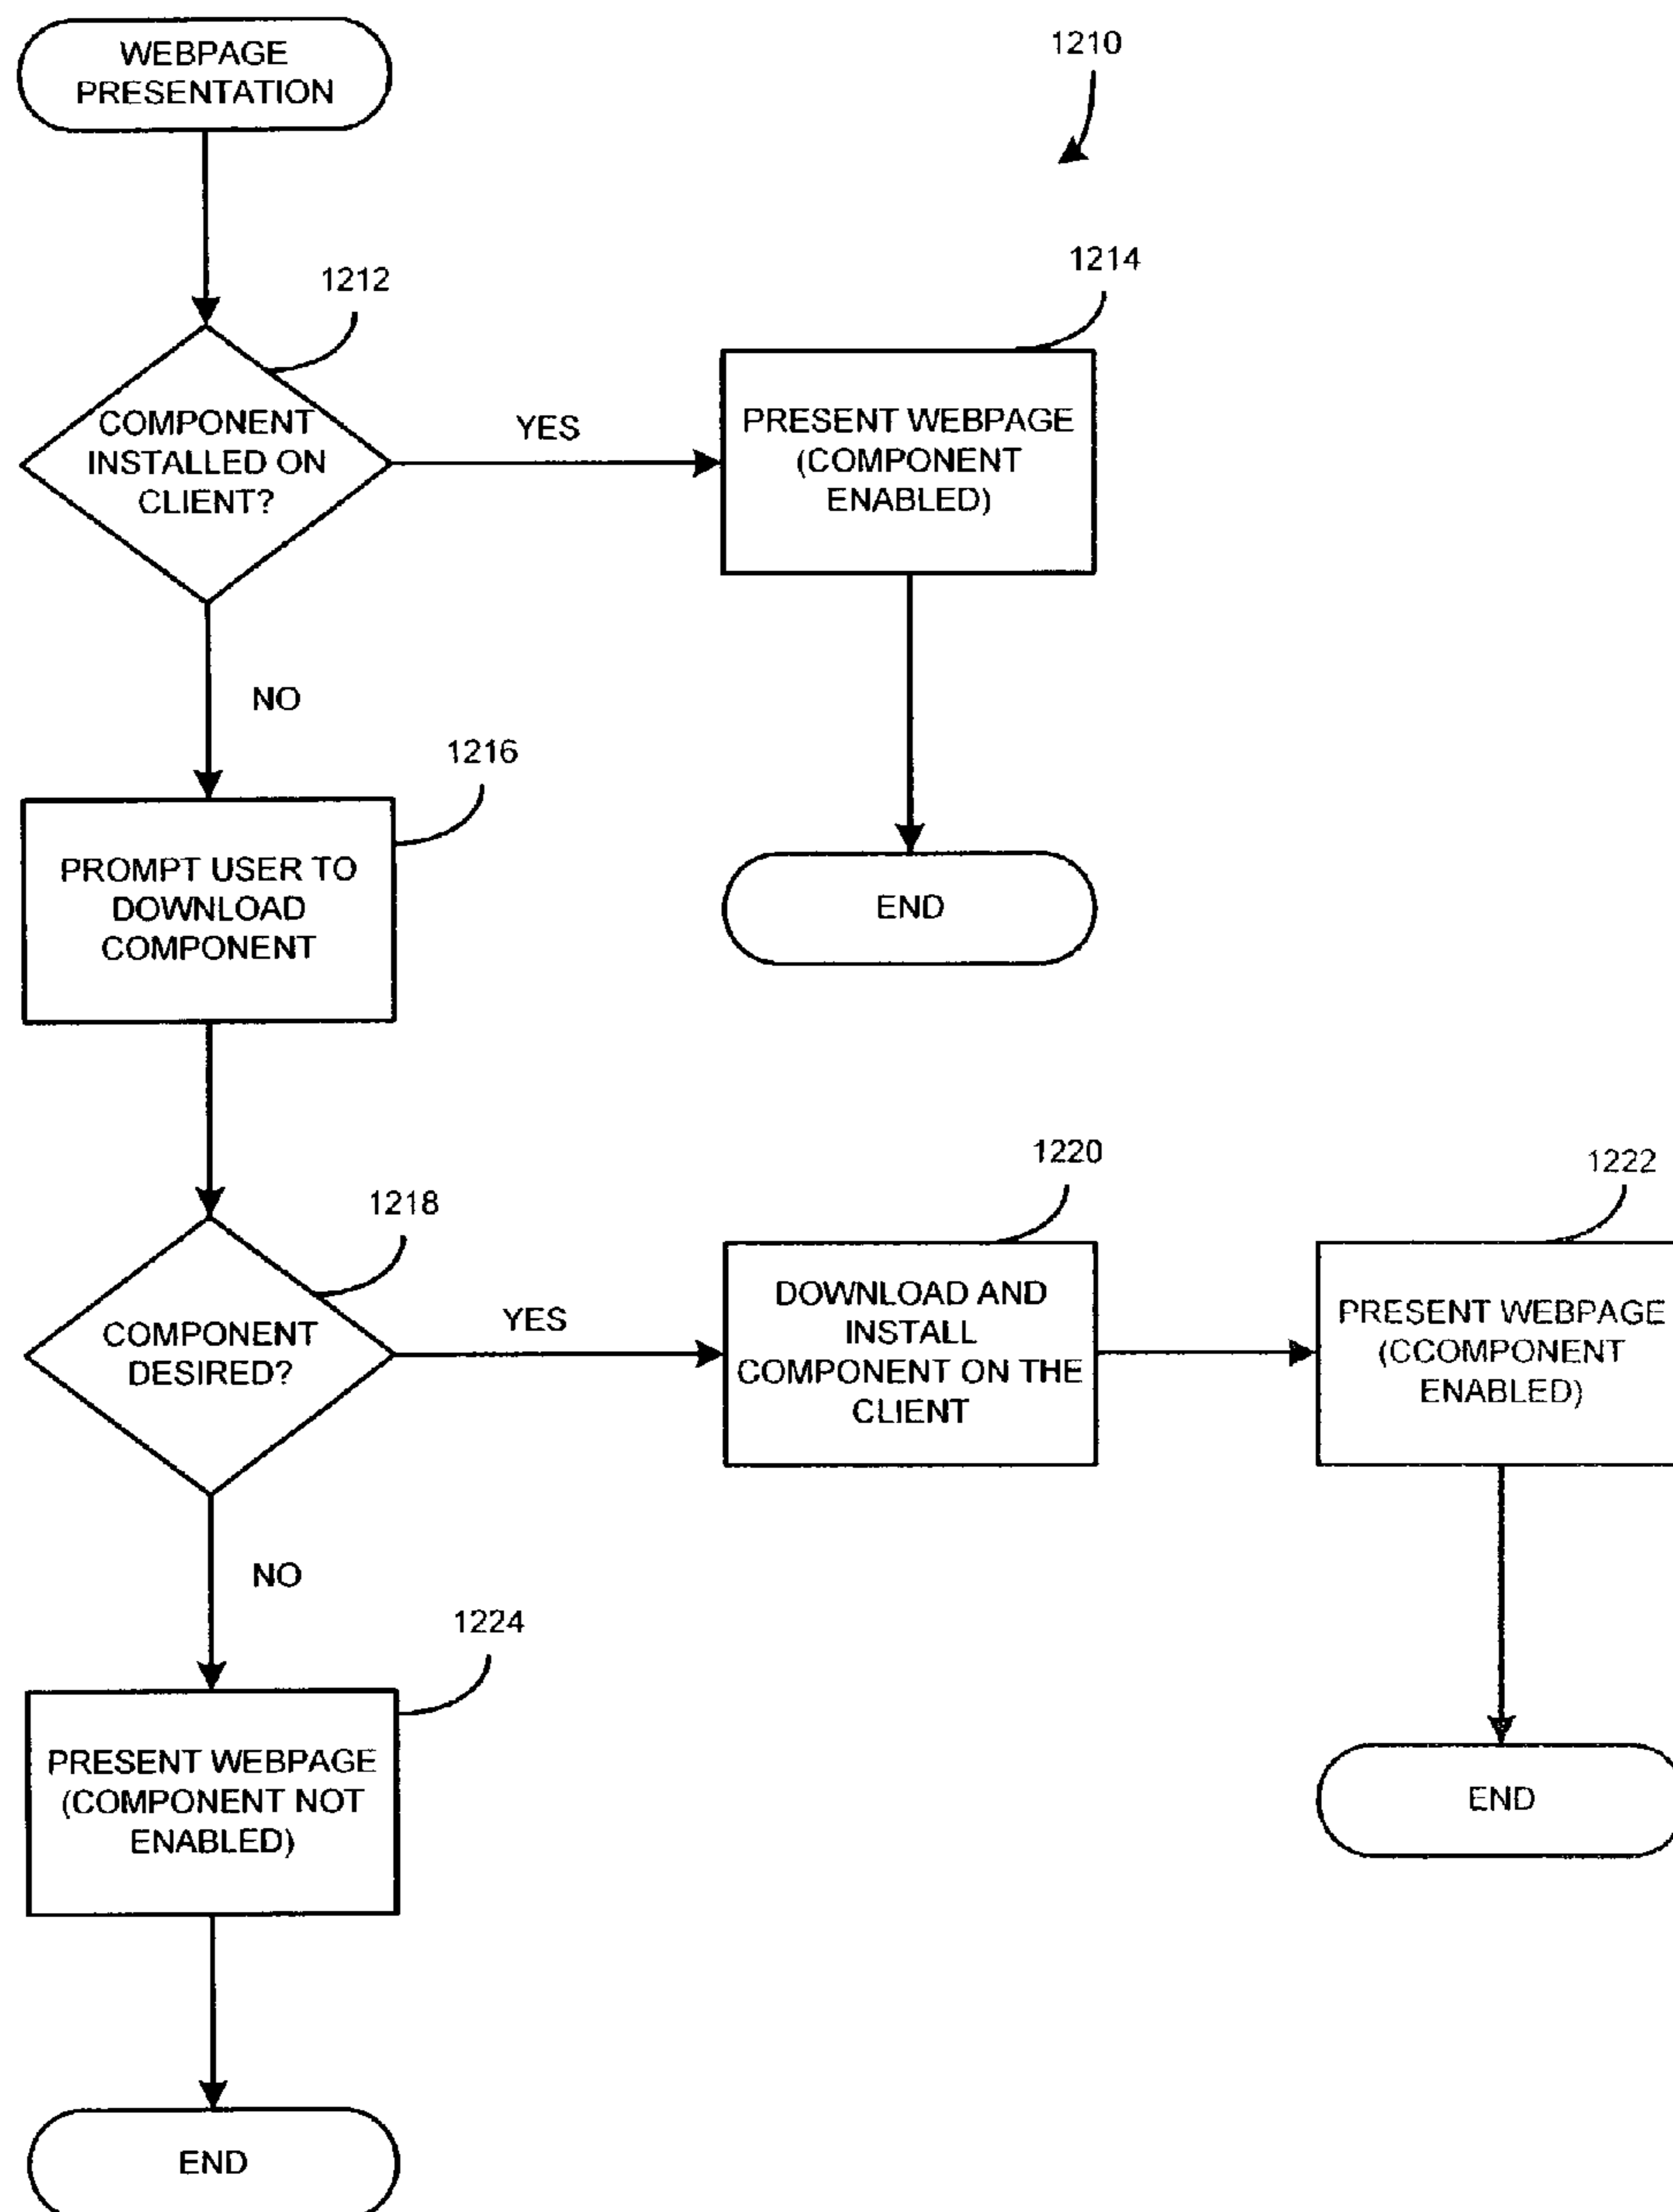 WEBPAGE
PRESENTATION
1210
1212
COMPONENT
INSTALLED ON
CLIENT?
YES
1214
PRESENT WEBPAGE
(COMPONENT
ENABLED)
NO
END
1216
PROMPT USER TO
DOWNLOAD
COMPONENT
1218
COMPONENT
DESIRED?
YES
1220
DOWNLOAD AND
INSTALL
COMPONENT ON THE
CLIENT
1222
PRESENT WEBPAGE
(CCOMPONENT
ENABLED)
END
NO
1224
PRESENT WEBPAGE
(COMPONENT NOT
ENABLED)
END